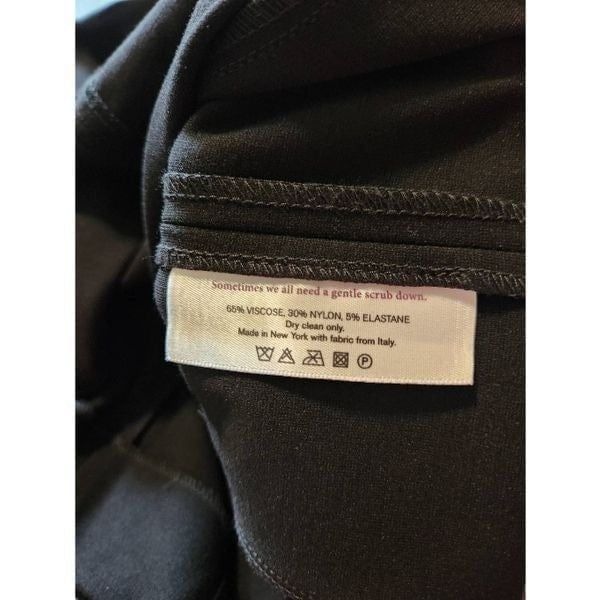 Sometimes we all need a gentle scrub down.
65% VISCOSE, 30% NYLON, 5% ELASTANE
Dry clean only.
Made in New York with fabric from Italy.
P